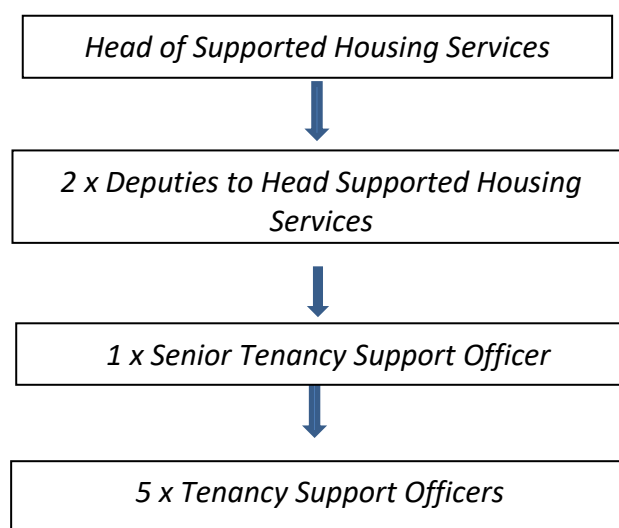 Head of Supported Housing Services
2 x Deputies to Head Supported Housing
Services
1 x Senior Tenancy Support Officer
5 x Tenancy Support Officers